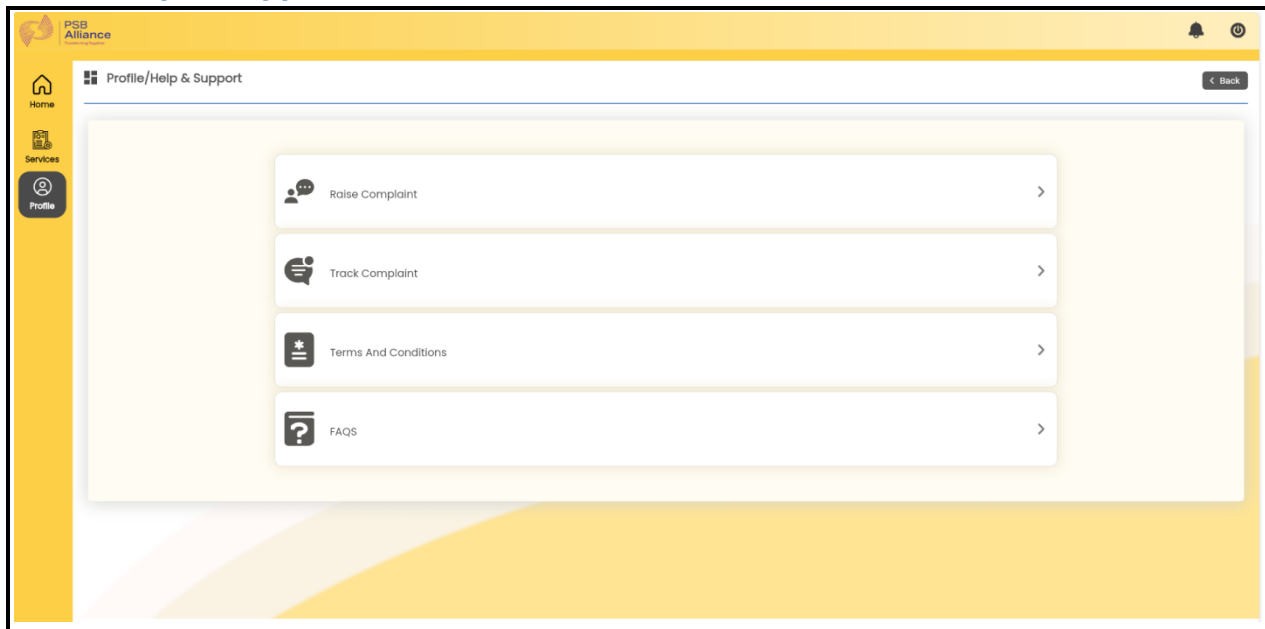 PSB
Alliance
Profile/Help & Support
< Back
Home
Services
Profile
Raise Complaint
Track Complaint
Terms And Conditions
FAQS